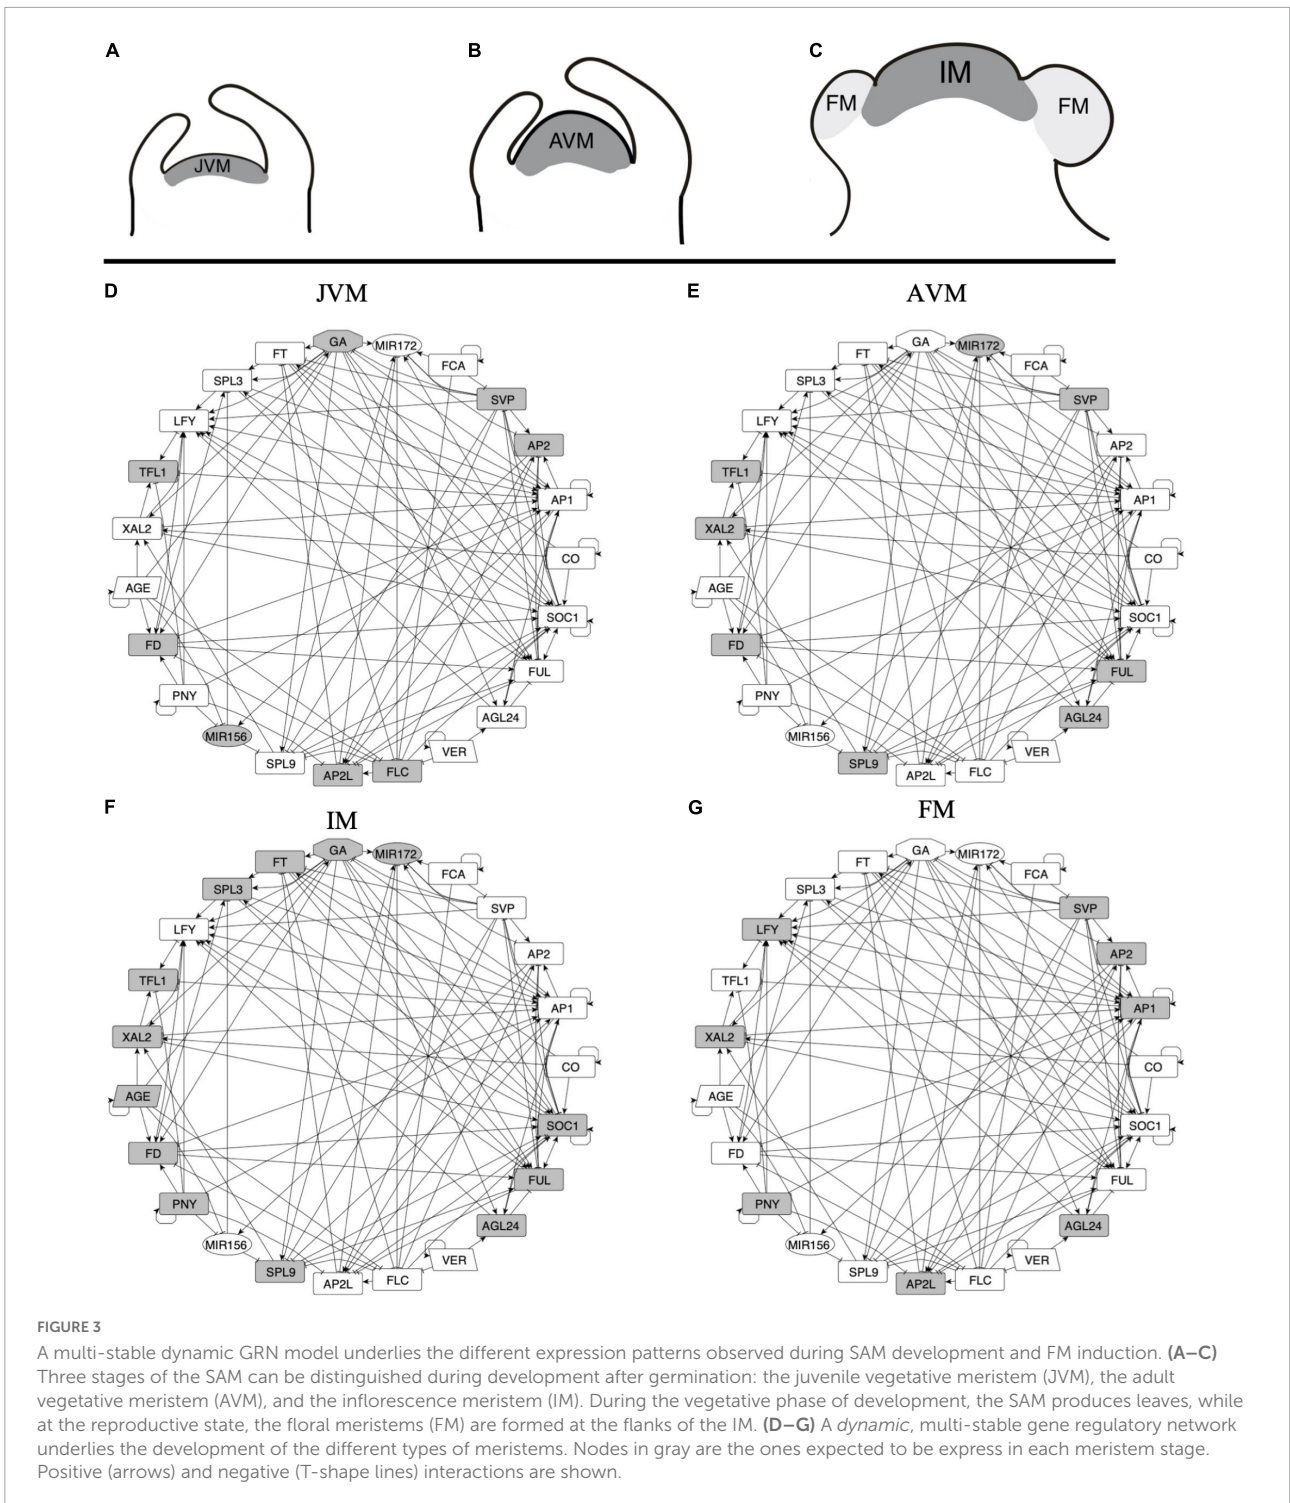 A
B
C
JVM
AVM
FM
IM
FM
D
JVM
E
AVM
GA
FT
MIR172
FCA
SPL3
SVP
LFY
AP2
TFL1
AP1
XAL2
CO
AGE
SOC1
FD
FUL
PNY
AGL24
MIR156
VER
SPL9
AP2L
FLC
GA
FT
MIR172
FCA
SPL3
SVP
LFY
AP2
TFL1
AP1
XAL2
CO
AGE
SOC1
FD
FUL
PNY
AGL24
MIR156
VER
SPL9
AP2L
FLC
F
IM
G
FM
GA
FT
MIR172
FCA
SPL3
SVP
LFY
AP2
TFL1
AP1
XAL2
CO
AGE
SOC1
FD
FUL
PNY
AGL24
MIR156
VER
SPL9
AP2L
FLC
GA
FT
MIR172
FCA
SPL3
SVP
LFY
AP2
TFL1
AP1
XAL2
CO
AGE
SOC1
FD
FUL
PNY
AGL24
MIR156
VER
SPL9
AP2L
FLC
FIGURE 3
A multi-stable dynamic GRN model underlies the different expression patterns observed during SAM development and FM induction. (A–C)
Three stages of the SAM can be distinguished during development after germination: the juvenile vegetative meristem (JVM), the adult
vegetative meristem (AVM), and the inflorescence meristem (IM). During the vegetative phase of development, the SAM produces leaves, while
at the reproductive state, the floral meristems (FM) are formed at the flanks of the IM. (D–G) A dynamic, multi-stable gene regulatory network
underlies the development of the different types of meristems. Nodes in gray are the ones expected to be express in each meristem stage.
Positive (arrows) and negative (T-shape lines) interactions are shown.